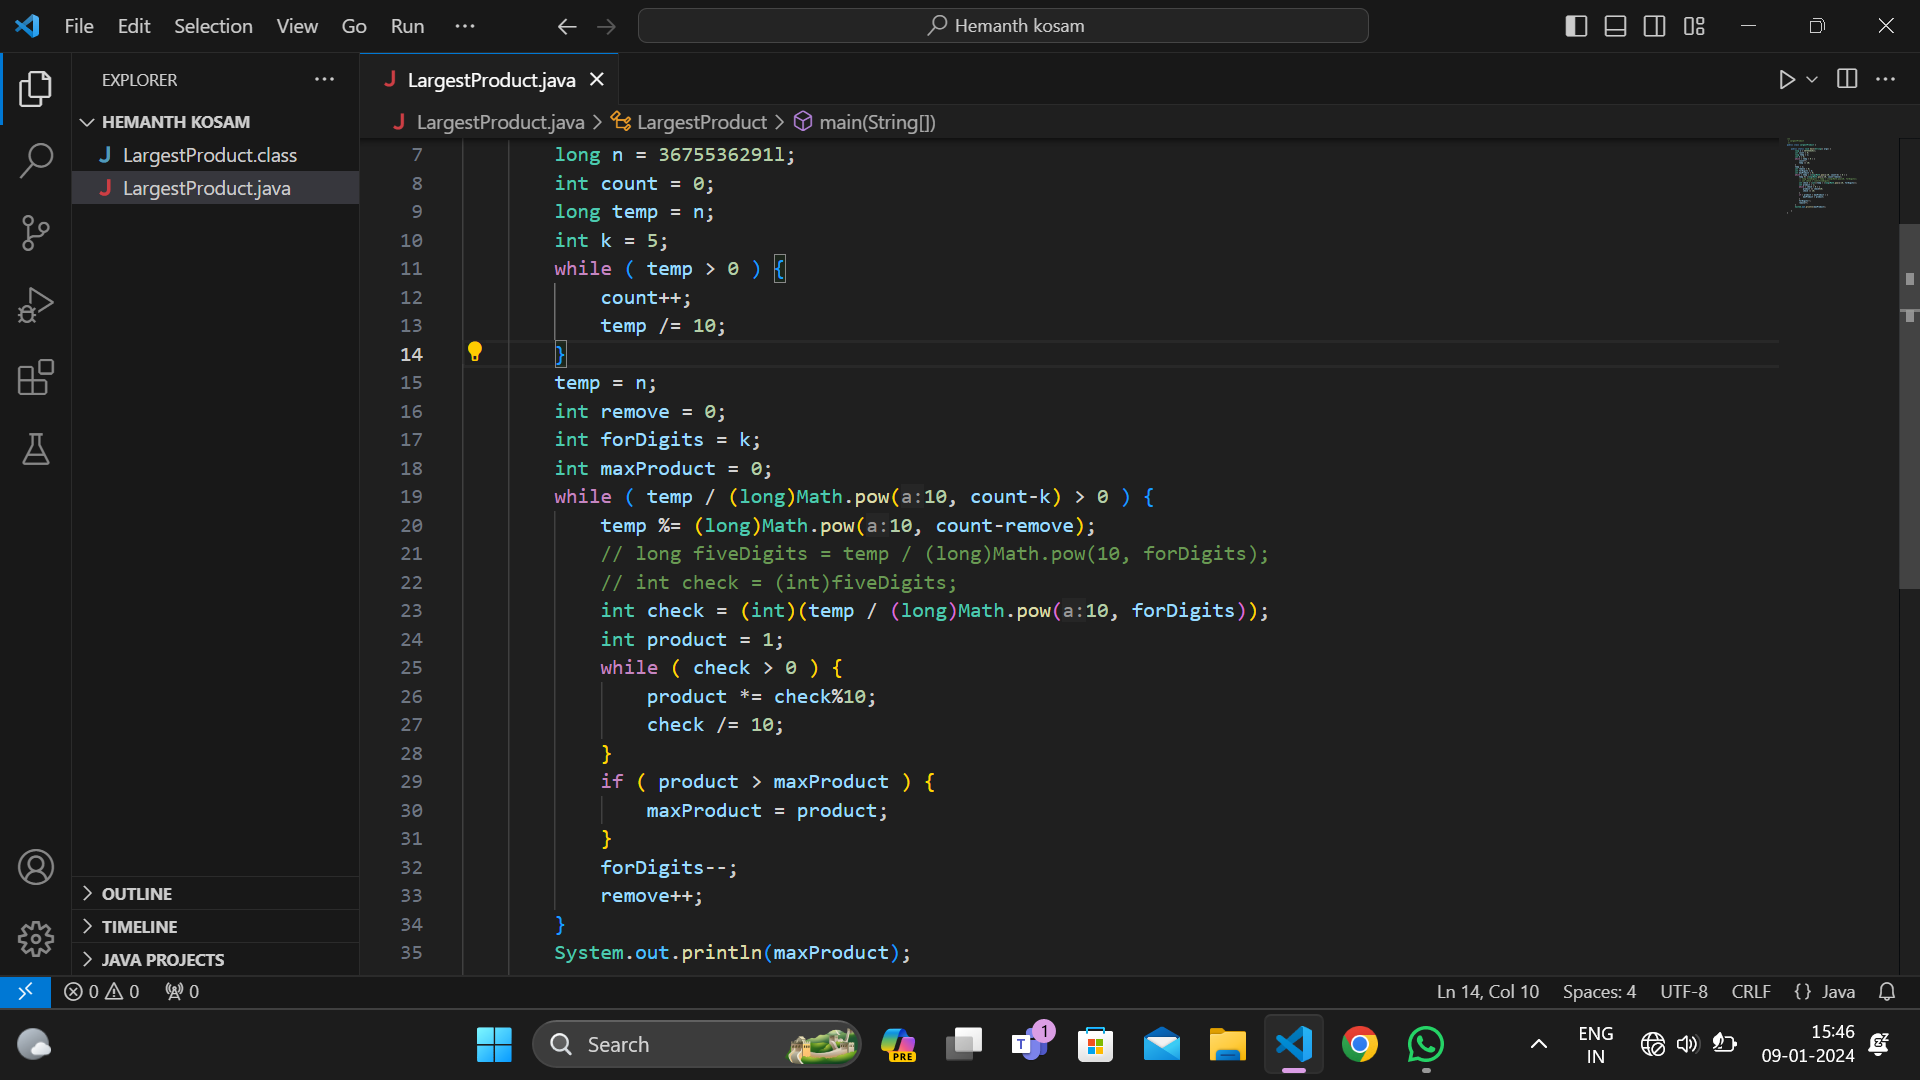 File Edit Selection View Go Run ···
Hemanth kosam
EXPLORER
LargestProduct.java
HEMANTH KOSAM
LargestProduct.class
LargestProduct.java
LargestProduct.java > LargestProduct > main(String[])
7 long n = 3675536291l;
8 int count = 0;
9 long temp = n;
10 int k = 5;
11 while ( temp > 0 ) {
12 count++;
13 temp /= 10;
14 }
15 temp = n;
16 int remove = 0;
17 int forDigits = k;
18 int maxProduct = 0;
19 while ( temp / (long)Math.pow(a:10, count-k) > 0 ) {
20 temp %= (long)Math.pow(a:10, count-remove);
21 // long fiveDigits = temp / (long)Math.pow(10, forDigits);
22 // int check = (int)fiveDigits;
23 int check = (int)(temp / (long)Math.pow(a:10, forDigits));
24 int product = 1;
25 while ( check > 0 ) {
26 product *= check%10;
27 check /= 10;
28 }
29 if ( product > maxProduct ) {
30 maxProduct = product;
31 }
32 forDigits--;
33 remove++;
34 }
35 System.out.println(maxProduct);
OUTLINE
TIMELINE
JAVA PROJECTS
0 0 0
Ln 14, Col 10 Spaces: 4 UTF-8 CRLF {} Java
Search
PRE
T 1
ENG
IN
15:46
09-01-2024